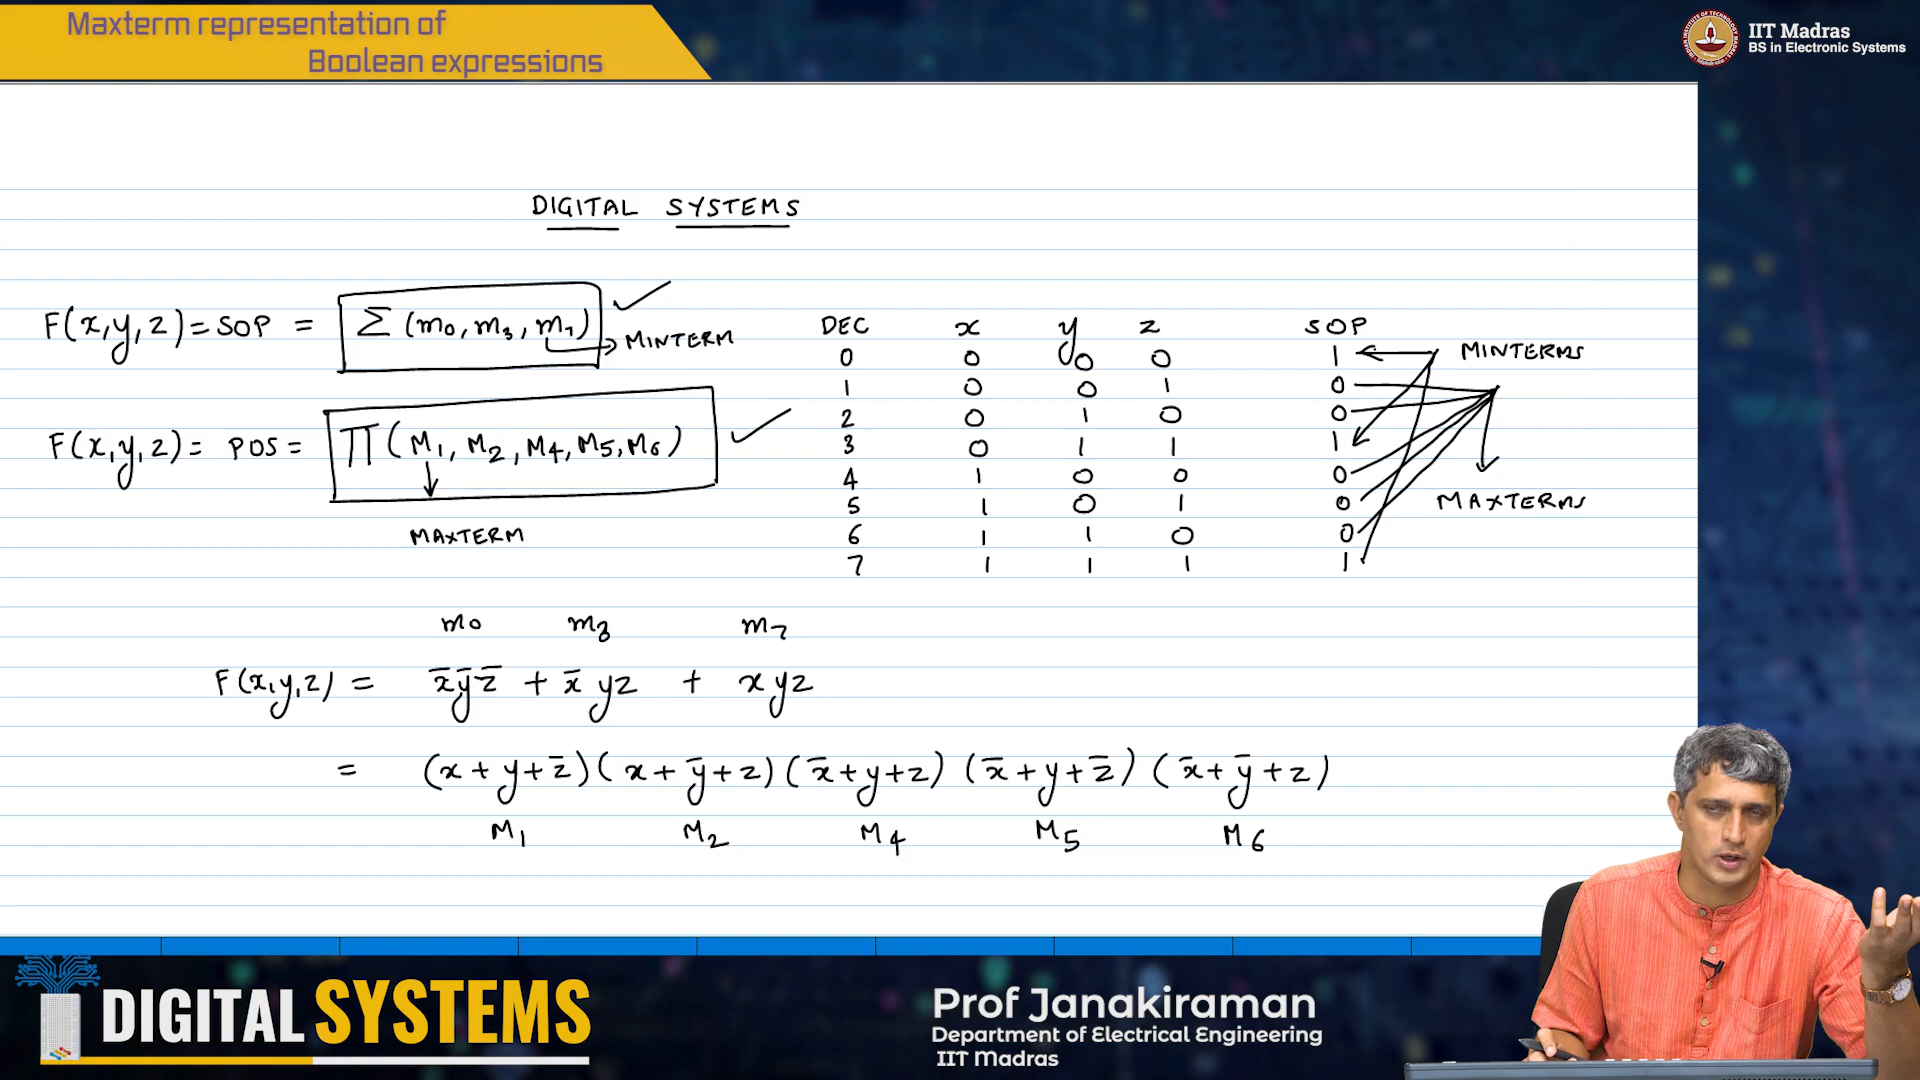 Maxterm representation of
Boolean expressions
IIT Madras
BS in Electronic Systems
DIGITAL SYSTEMS
F(x,y,z) = SOP = Σ (m0, m3, m7)
MINTERM
F(x,y,z) = POS = Π (M1, M2, M4, M5, M6)
MAXTERM
DEC x y z SOP
0 0 0 0 1
1 0 0 1 0
2 0 1 0 0
3 0 1 1 1
4 1 0 0 0
5 1 0 1 0
6 1 1 0 0
7 1 1 1 1
MINTERMS
MAXTERMS
m0 m3 m7
F(x,y,z) = x̄ȳz̄ + x̄yz + xyz
= (x+y+z̄)(x+ȳ+z)(x̄+y+z)(x̄+y+z̄)(x̄+ȳ+z)
M1 M2 M4 M5 M6
DIGITAL SYSTEMS
Prof Janakiraman
Department of Electrical Engineering
IIT Madras